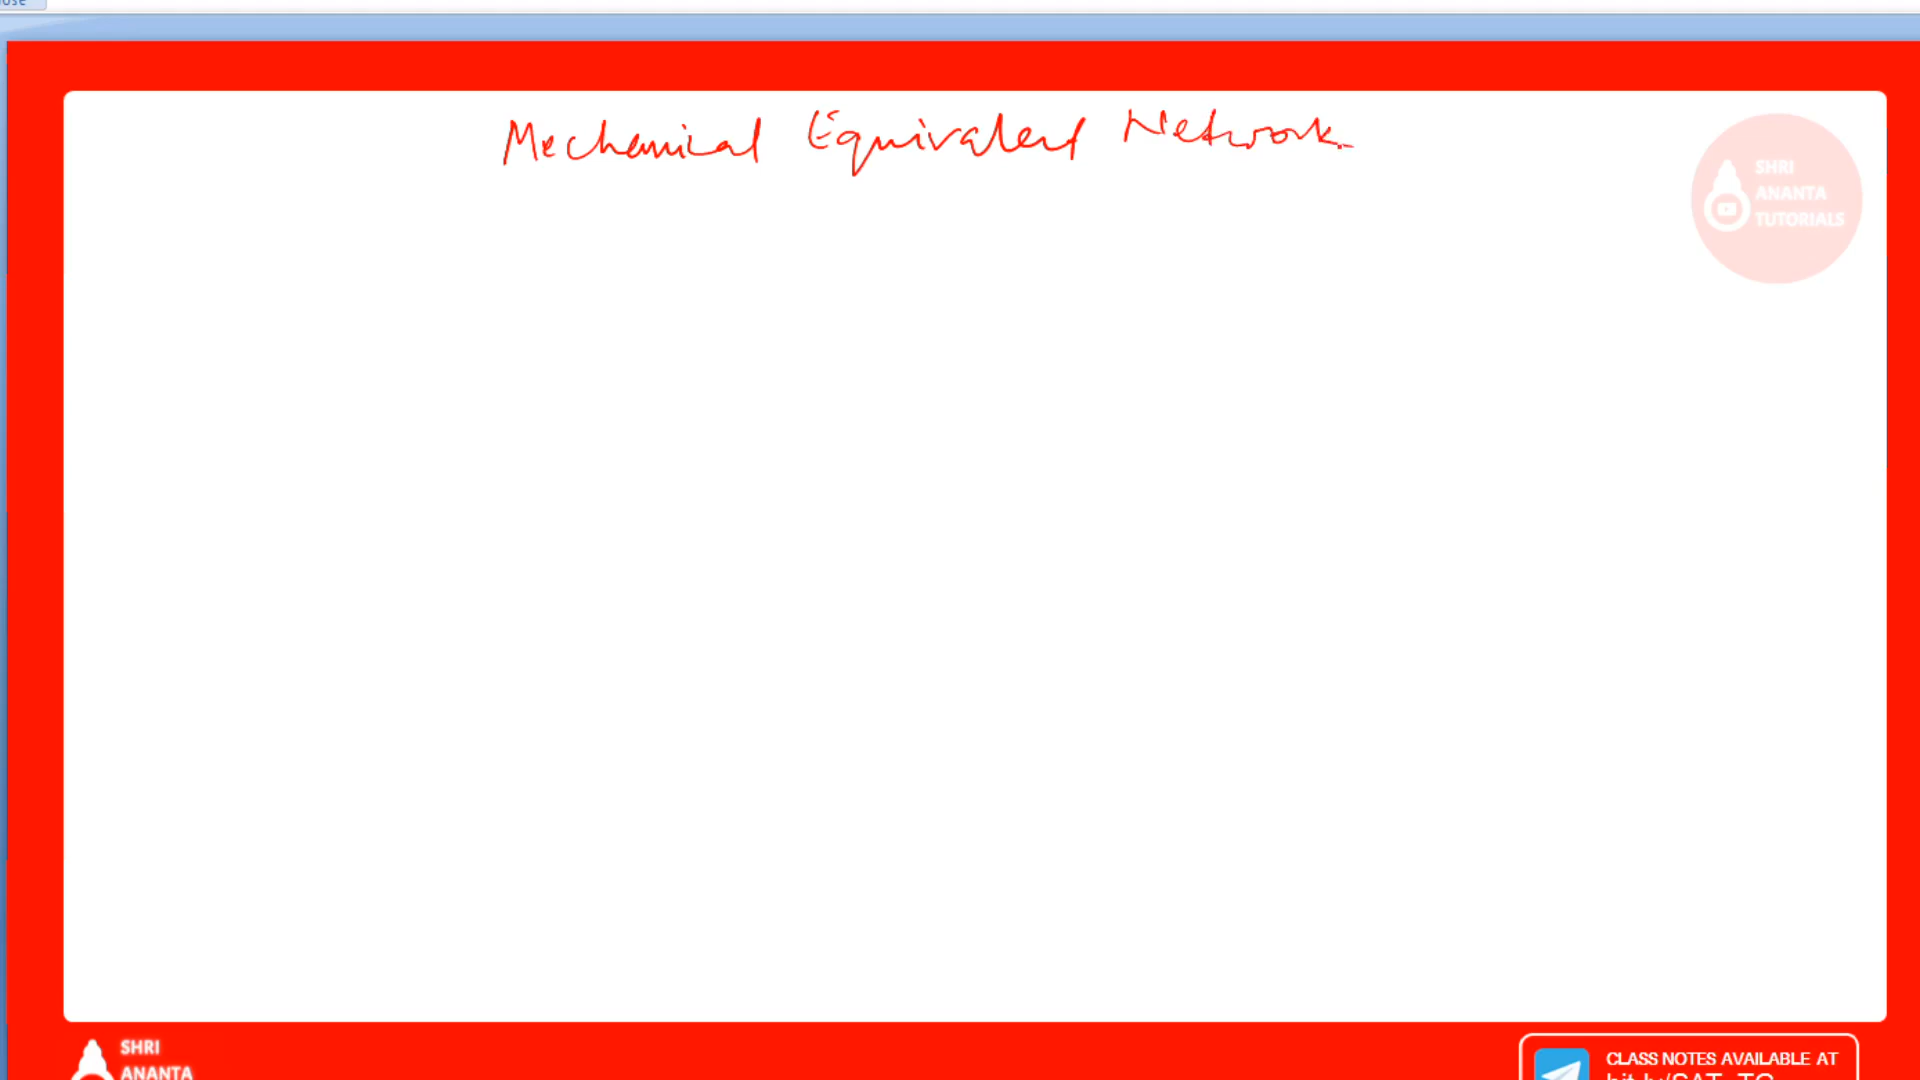 Mechanical Equivalent Network.
SHRI
ANANTA
TUTORIALS
SHRI
ANANTA
CLASS NOTES AVAILABLE AT